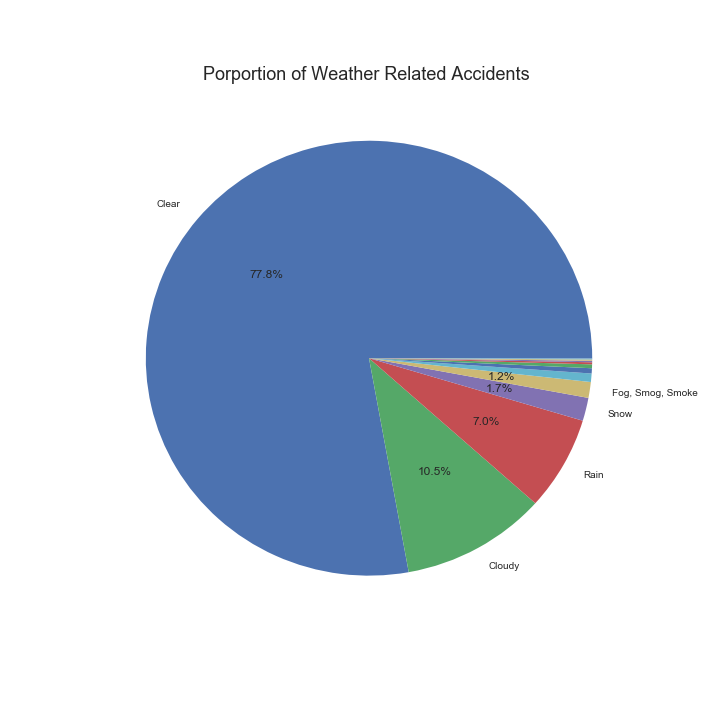 Porportion of Weather Related Accidents
Clear
77.8%
1.2%
Fog, Smog, Smoke
1.7%
Snow
7.0%
10.5%
Rain
Cloudy